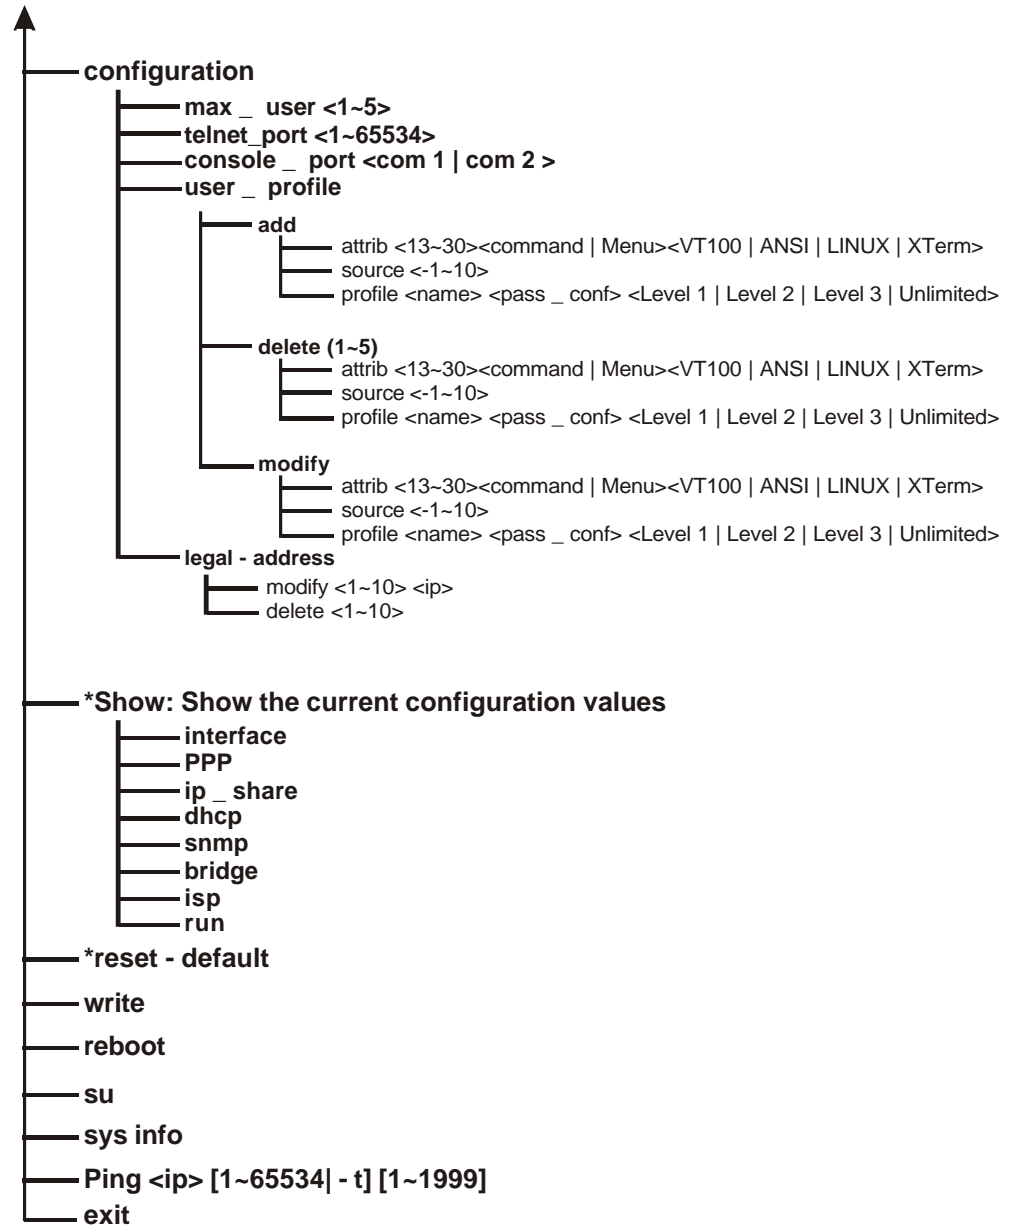 configuration
max _ user <1~5>
telnet_port <1~65534>
console _ port <com 1 | com 2 >
user _ profile
add
attrib <13~30><command | Menu><VT100 | ANSI | LINUX | XTerm>
source <-1~10>
profile <name> <pass _ conf> <Level 1 | Level 2 | Level 3 | Unlimited>
delete (1~5)
attrib <13~30><command | Menu><VT100 | ANSI | LINUX | XTerm>
source <-1~10>
profile <name> <pass _ conf> <Level 1 | Level 2 | Level 3 | Unlimited>
modify
attrib <13~30><command | Menu><VT100 | ANSI | LINUX | XTerm>
source <-1~10>
profile <name> <pass _ conf> <Level 1 | Level 2 | Level 3 | Unlimited>
legal - address
modify <1~10> <ip>
delete <1~10>
*Show: Show the current configuration values
interface
PPP
ip _ share
dhcp
snmp
bridge
isp
run
*reset - default
write
reboot
su
sys info
Ping <ip> [1~65534| - t] [1~1999]
exit